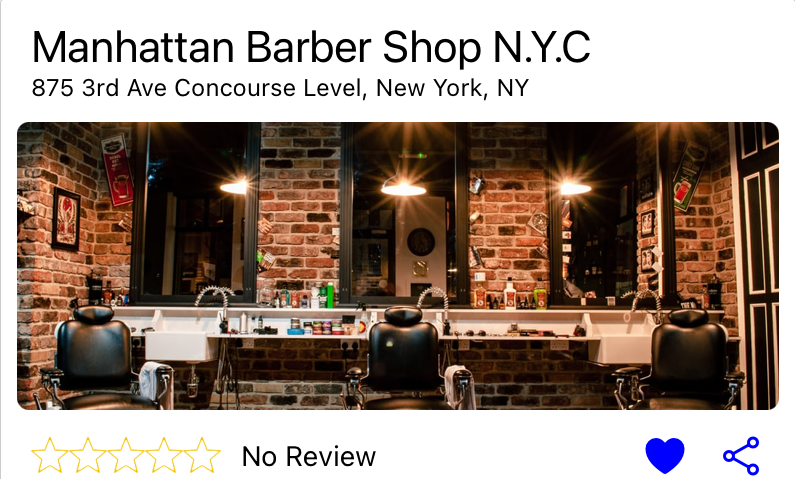 Manhattan Barber Shop N.Y.C
875 3rd Ave Concourse Level, New York, NY
No Review